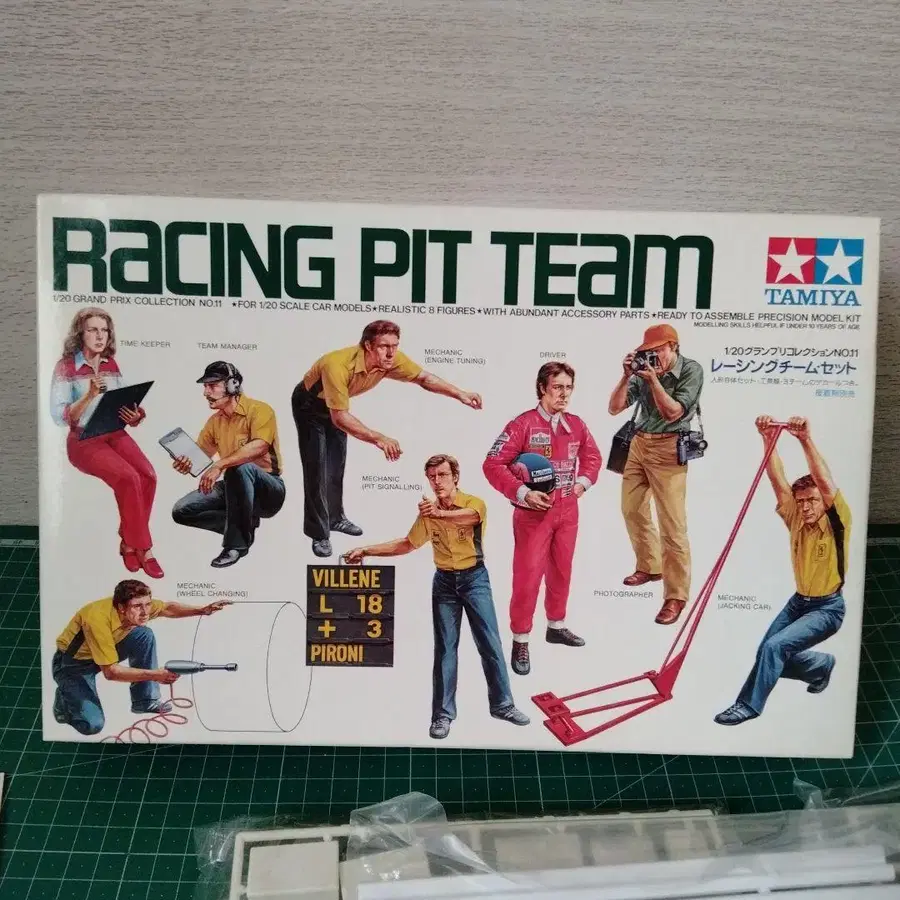 RACING PIT TEAM
TAMIYA
1/20 GRAND PRIX COLLECTION NO.11 ★FOR 1/20 SCALE CAR MODELS★REALISTIC 8 FIGURES★WITH ABUNDANT ACCESSORY PARTS★READY TO ASSEMBLE PRECISION MODEL KIT
MODELLING SKILLS HELPFUL IF UNDER 10 YEARS OF AGE
1/20グランプリコレクションNO.11
レーシングチームセット
TIME KEEPER
TEAM MANAGER
MECHANIC
(ENGINE TUNING)
DRIVER
MECHANIC
(PIT SIGNALLING)
MECHANIC
(WHEEL CHANGING)
VILLENE
L 18
+ 3
PIRONI
PHOTOGRAPHER
MECHANIC
(JACKING CAR)